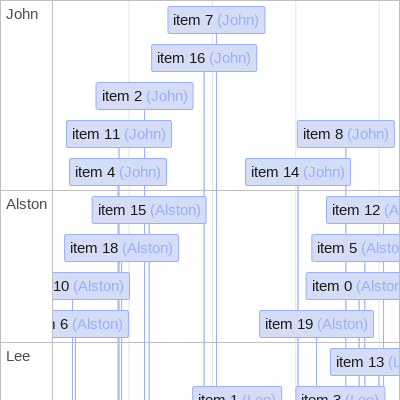 John
item 7 (John)
item 16 (John)
item 2 (John)
item 11 (John)
item 8 (John)
item 4 (John)
item 14 (John)
Alston
item 15 (Alston)
item 12 (A
item 18 (Alston)
item 5 (Alsto
10 (Alston)
item 0 (Alston
6 (Alston)
item 19 (Alston)
Lee
item 13 (L
item 1 (Lee)
item 3 (Lee)